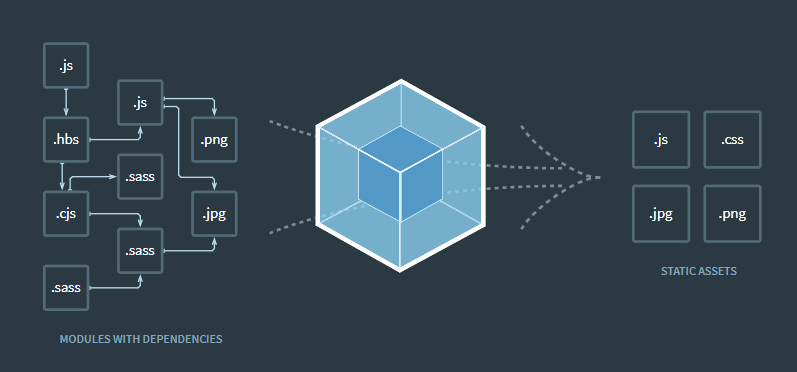 .js
.js
.hbs
.png
.sass
.cjs
.jpg
.sass
.sass
MODULES WITH DEPENDENCIES
.js
.css
.jpg
.png
STATIC ASSETS